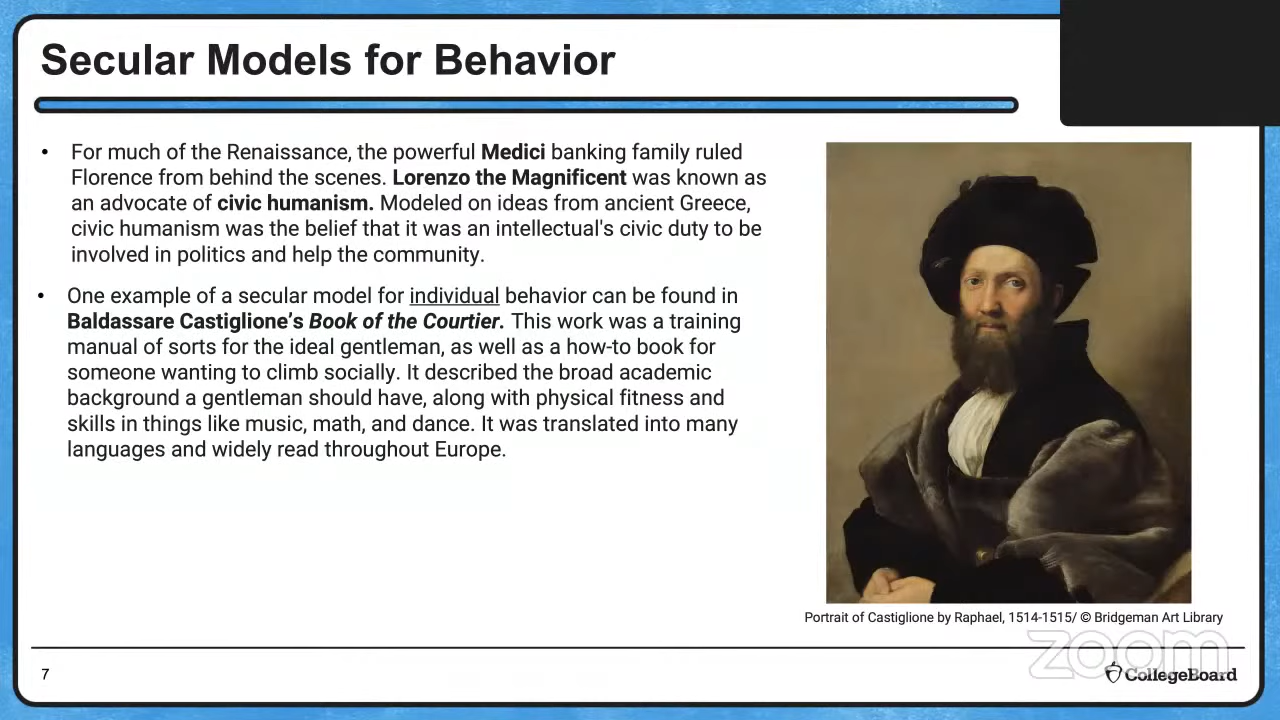 Secular Models for Behavior
• For much of the Renaissance, the powerful Medici banking family ruled
Florence from behind the scenes. Lorenzo the Magnificent was known as
an advocate of civic humanism. Modeled on ideas from ancient Greece,
civic humanism was the belief that it was an intellectual's civic duty to be
involved in politics and help the community.
• One example of a secular model for individual behavior can be found in
Baldassare Castiglione’s Book of the Courtier. This work was a training
manual of sorts for the ideal gentleman, as well as a how-to book for
someone wanting to climb socially. It described the broad academic
background a gentleman should have, along with physical fitness and
skills in things like music, math, and dance. It was translated into many
languages and widely read throughout Europe.
Portrait of Castiglione by Raphael, 1514-1515/ © Bridgeman Art Library
zoom
7
CollegeBoard